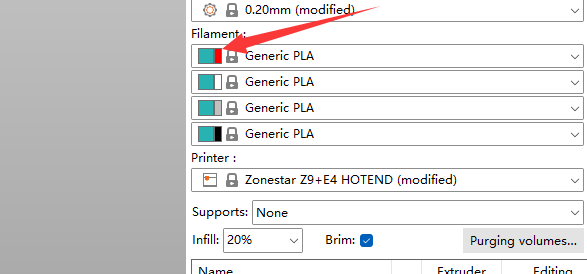 0.20mm (modified)
Filament :
Generic PLA
Generic PLA
Generic PLA
Generic PLA
Printer :
Zonestar Z9+E4 HOTEND (modified)
Supports: None
Infill: 20% Brim: Purging volumes...
Name Extruder Editing